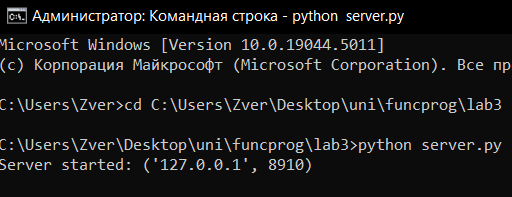 Администратор: Командная строка - python server.py
Microsoft Windows [Version 10.0.19044.5011]
(c) Корпорация Майкрософт (Microsoft Corporation). Все пр
C:\Users\Zver>cd C:\Users\Zver\Desktop\uni\funcprog\lab3
C:\Users\Zver\Desktop\uni\funcprog\lab3>python server.py
Server started: ('127.0.0.1', 8910)